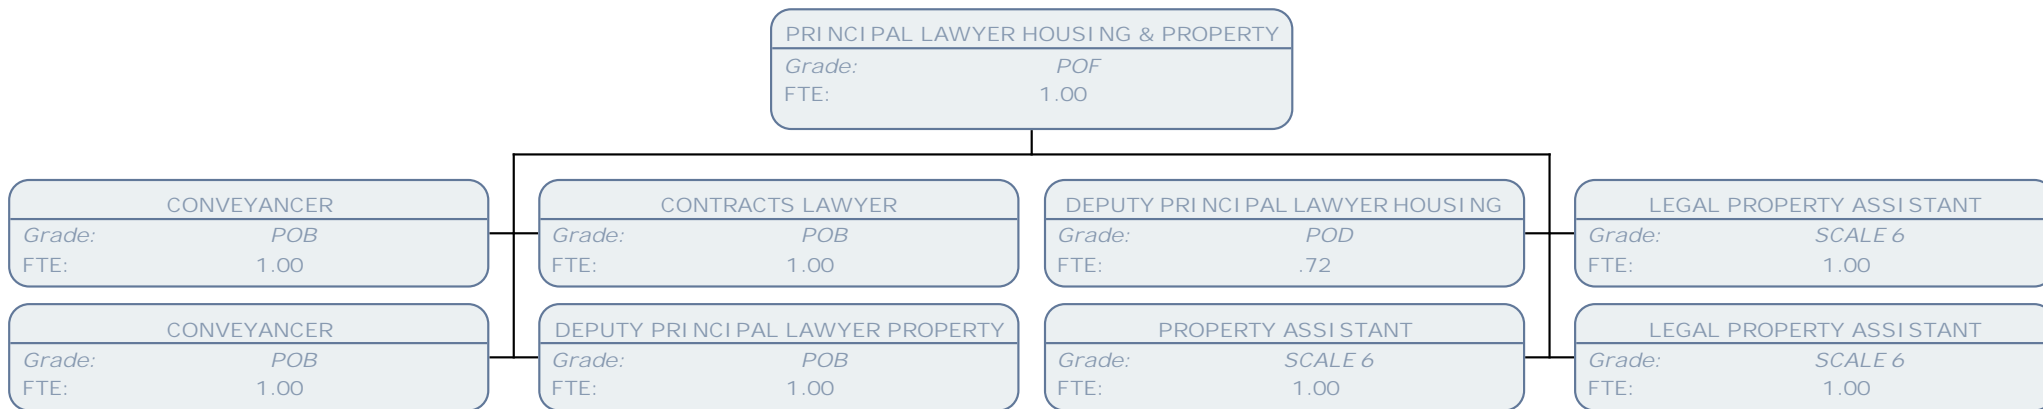 PRINCIPAL LAWYER HOUSING & PROPERTY
Grade: POF
FTE: 1.00
CONVEYANCER
Grade: POB
FTE: 1.00
CONTRACTS LAWYER
Grade: POB
FTE: 1.00
DEPUTY PRINCIPAL LAWYER HOUSING
Grade: POD
FTE: .72
LEGAL PROPERTY ASSISTANT
Grade: SCALE 6
FTE: 1.00
CONVEYANCER
Grade: POB
FTE: 1.00
DEPUTY PRINCIPAL LAWYER PROPERTY
Grade: POB
FTE: 1.00
PROPERTY ASSISTANT
Grade: SCALE 6
FTE: 1.00
LEGAL PROPERTY ASSISTANT
Grade: SCALE 6
FTE: 1.00